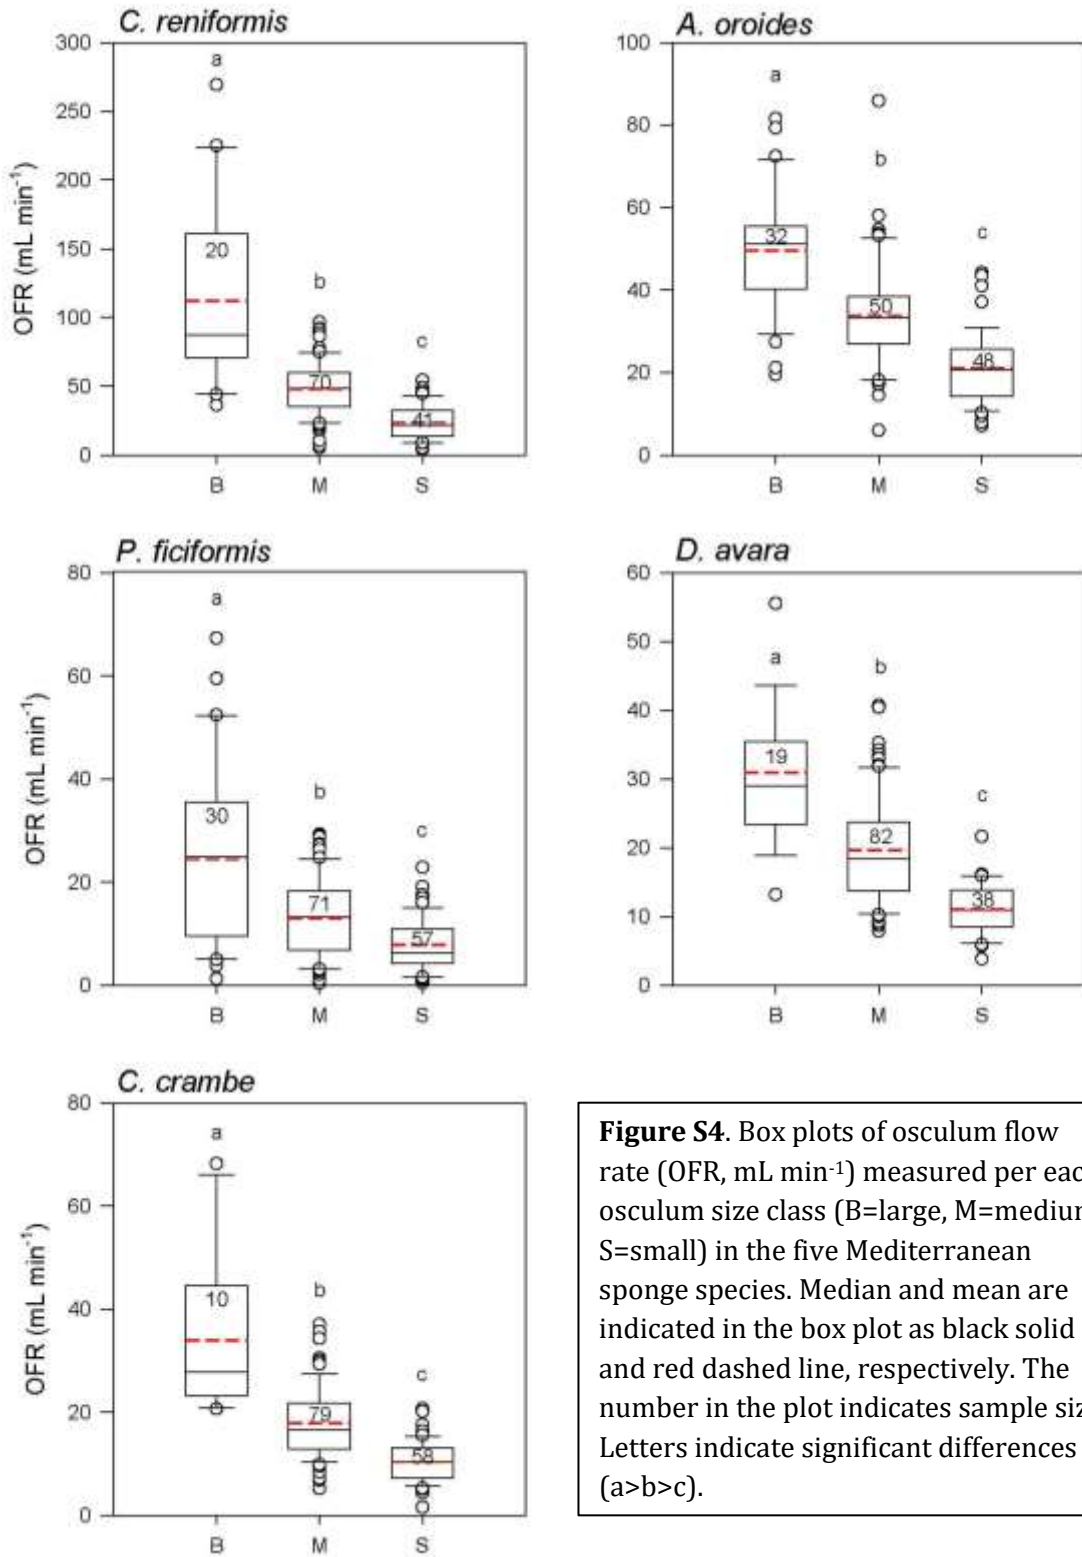 C. reniformis
a
300
250
200
150
100
50
0
OFR (mL min-1)
20
b
70
c
41
B M S
A. oroides
a
100
80
60
40
20
0
32
b
50
c
48
B M S
P. ficiformis
a
80
60
40
20
0
OFR (mL min-1)
30
b
71
c
57
B M S
D. avara
60
50
40
30
20
10
0
a
19
b
82
c
38
B M S
C. crambe
a
80
60
40
20
0
OFR (mL min-1)
10
b
79
c
58
B M S
Figure S4. Box plots of osculum flow
rate (OFR, mL min-1) measured per eac
osculum size class (B=large, M=mediu
S=small) in the five Mediterranean
sponge species. Median and mean are
indicated in the box plot as black solid
and red dashed line, respectively. The
number in the plot indicates sample siz
Letters indicate significant differences
(a>b>c).